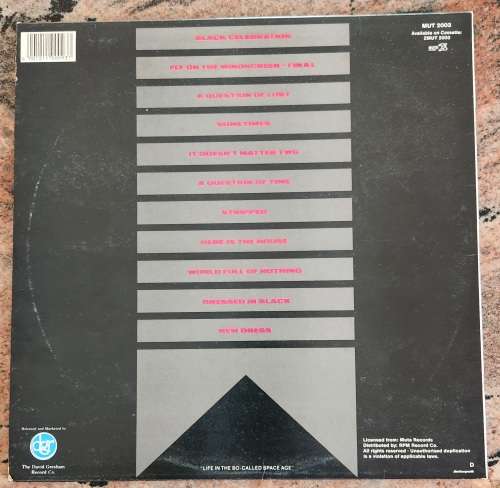 MUT 2003
Available on Cassette:
ZMUT 2003
BLACK CELEBRATION
FLY ON THE WINDSCREEN - FINAL
A QUESTION OF LUST
SOMETIMES
IT DOESN'T MATTER TWO
A QUESTION OF TIME
STRIPPED
HERE IS THE HOUSE
WORLD FULL OF NOTHING
DRESSED IN BLACK
NEW DRESS
Released and Marketed by
dgr
The David Gresham
Record Co.
"LIFE IN THE SO-CALLED SPACE AGE"
Licensed from: Mute Records
Distributed by: RPM Record Co.
All rights reserved - Unauthorised duplication
is a violation of applicable laws.
D